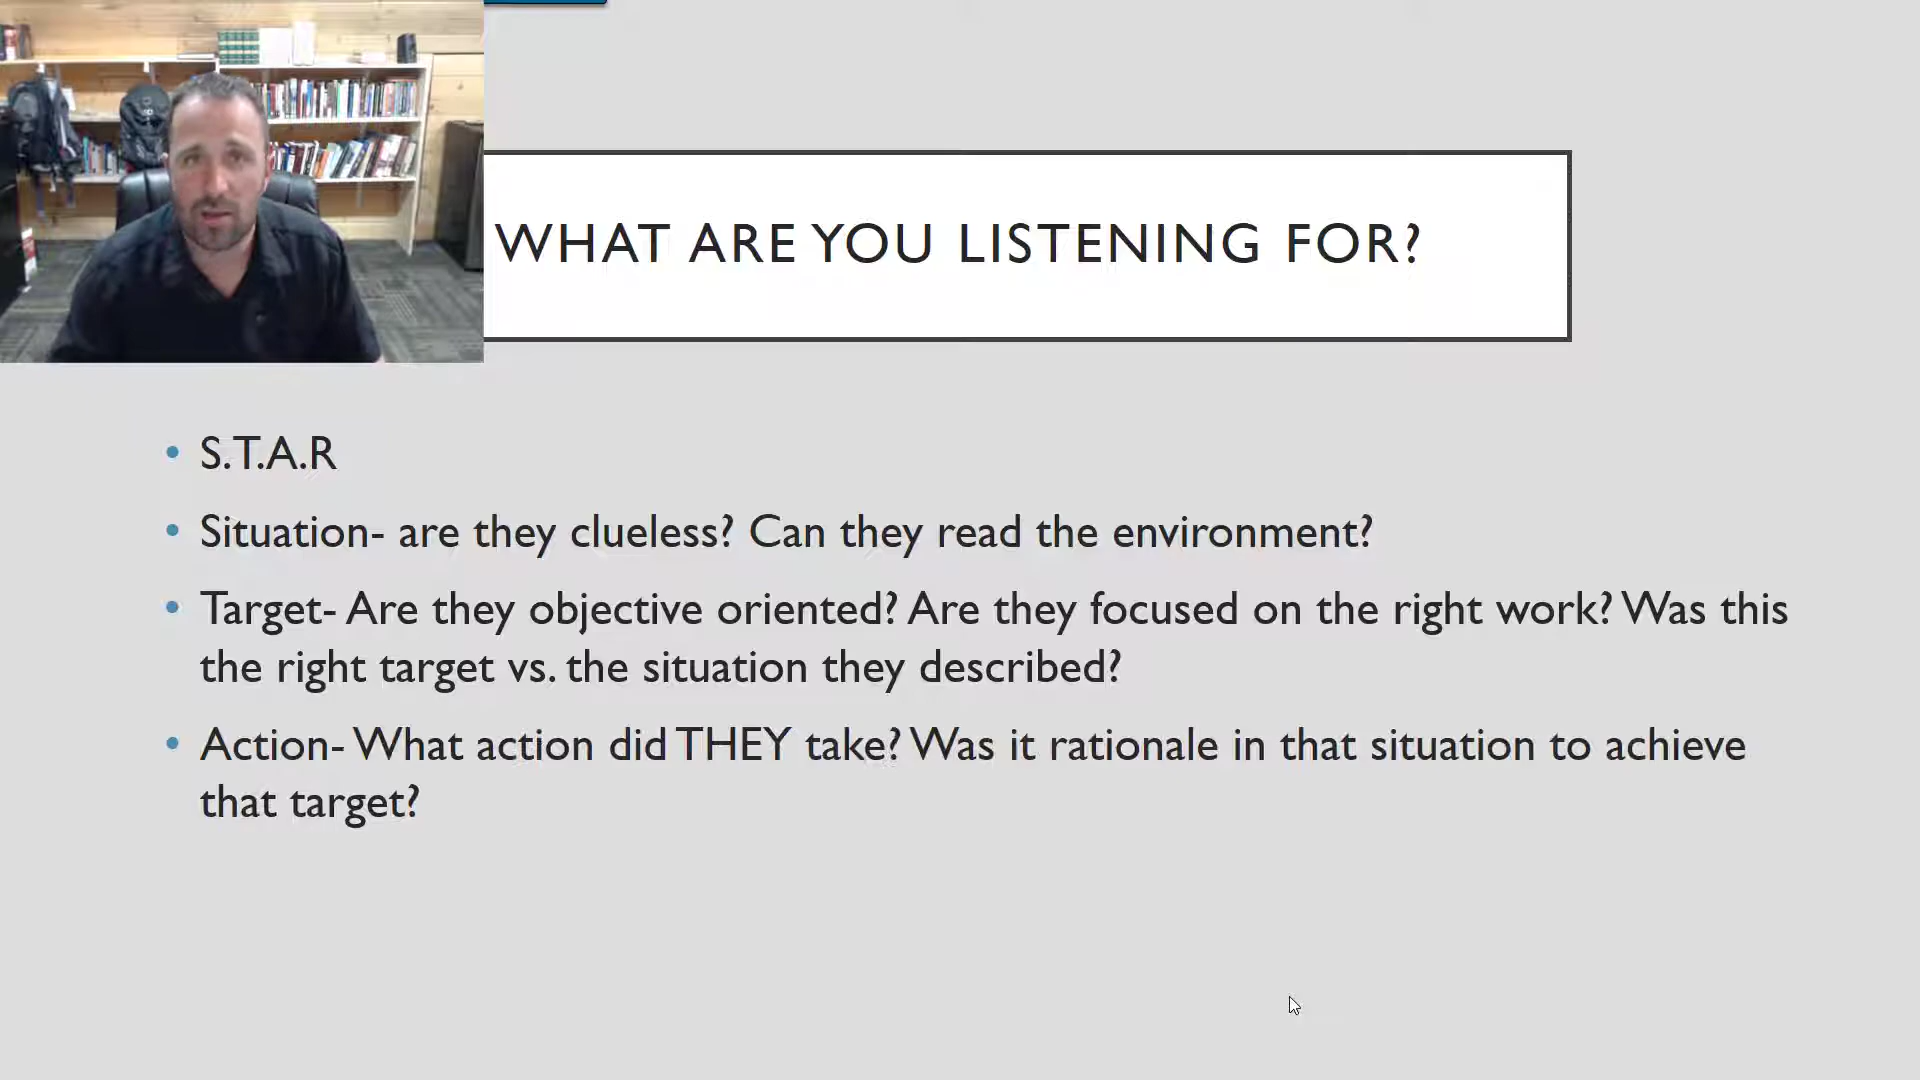 WHAT ARE YOU LISTENING FOR?
• S.T.A.R
• Situation- are they clueless? Can they read the environment?
• Target- Are they objective oriented? Are they focused on the right work? Was this
the right target vs. the situation they described?
• Action- What action did THEY take? Was it rationale in that situation to achieve
that target?